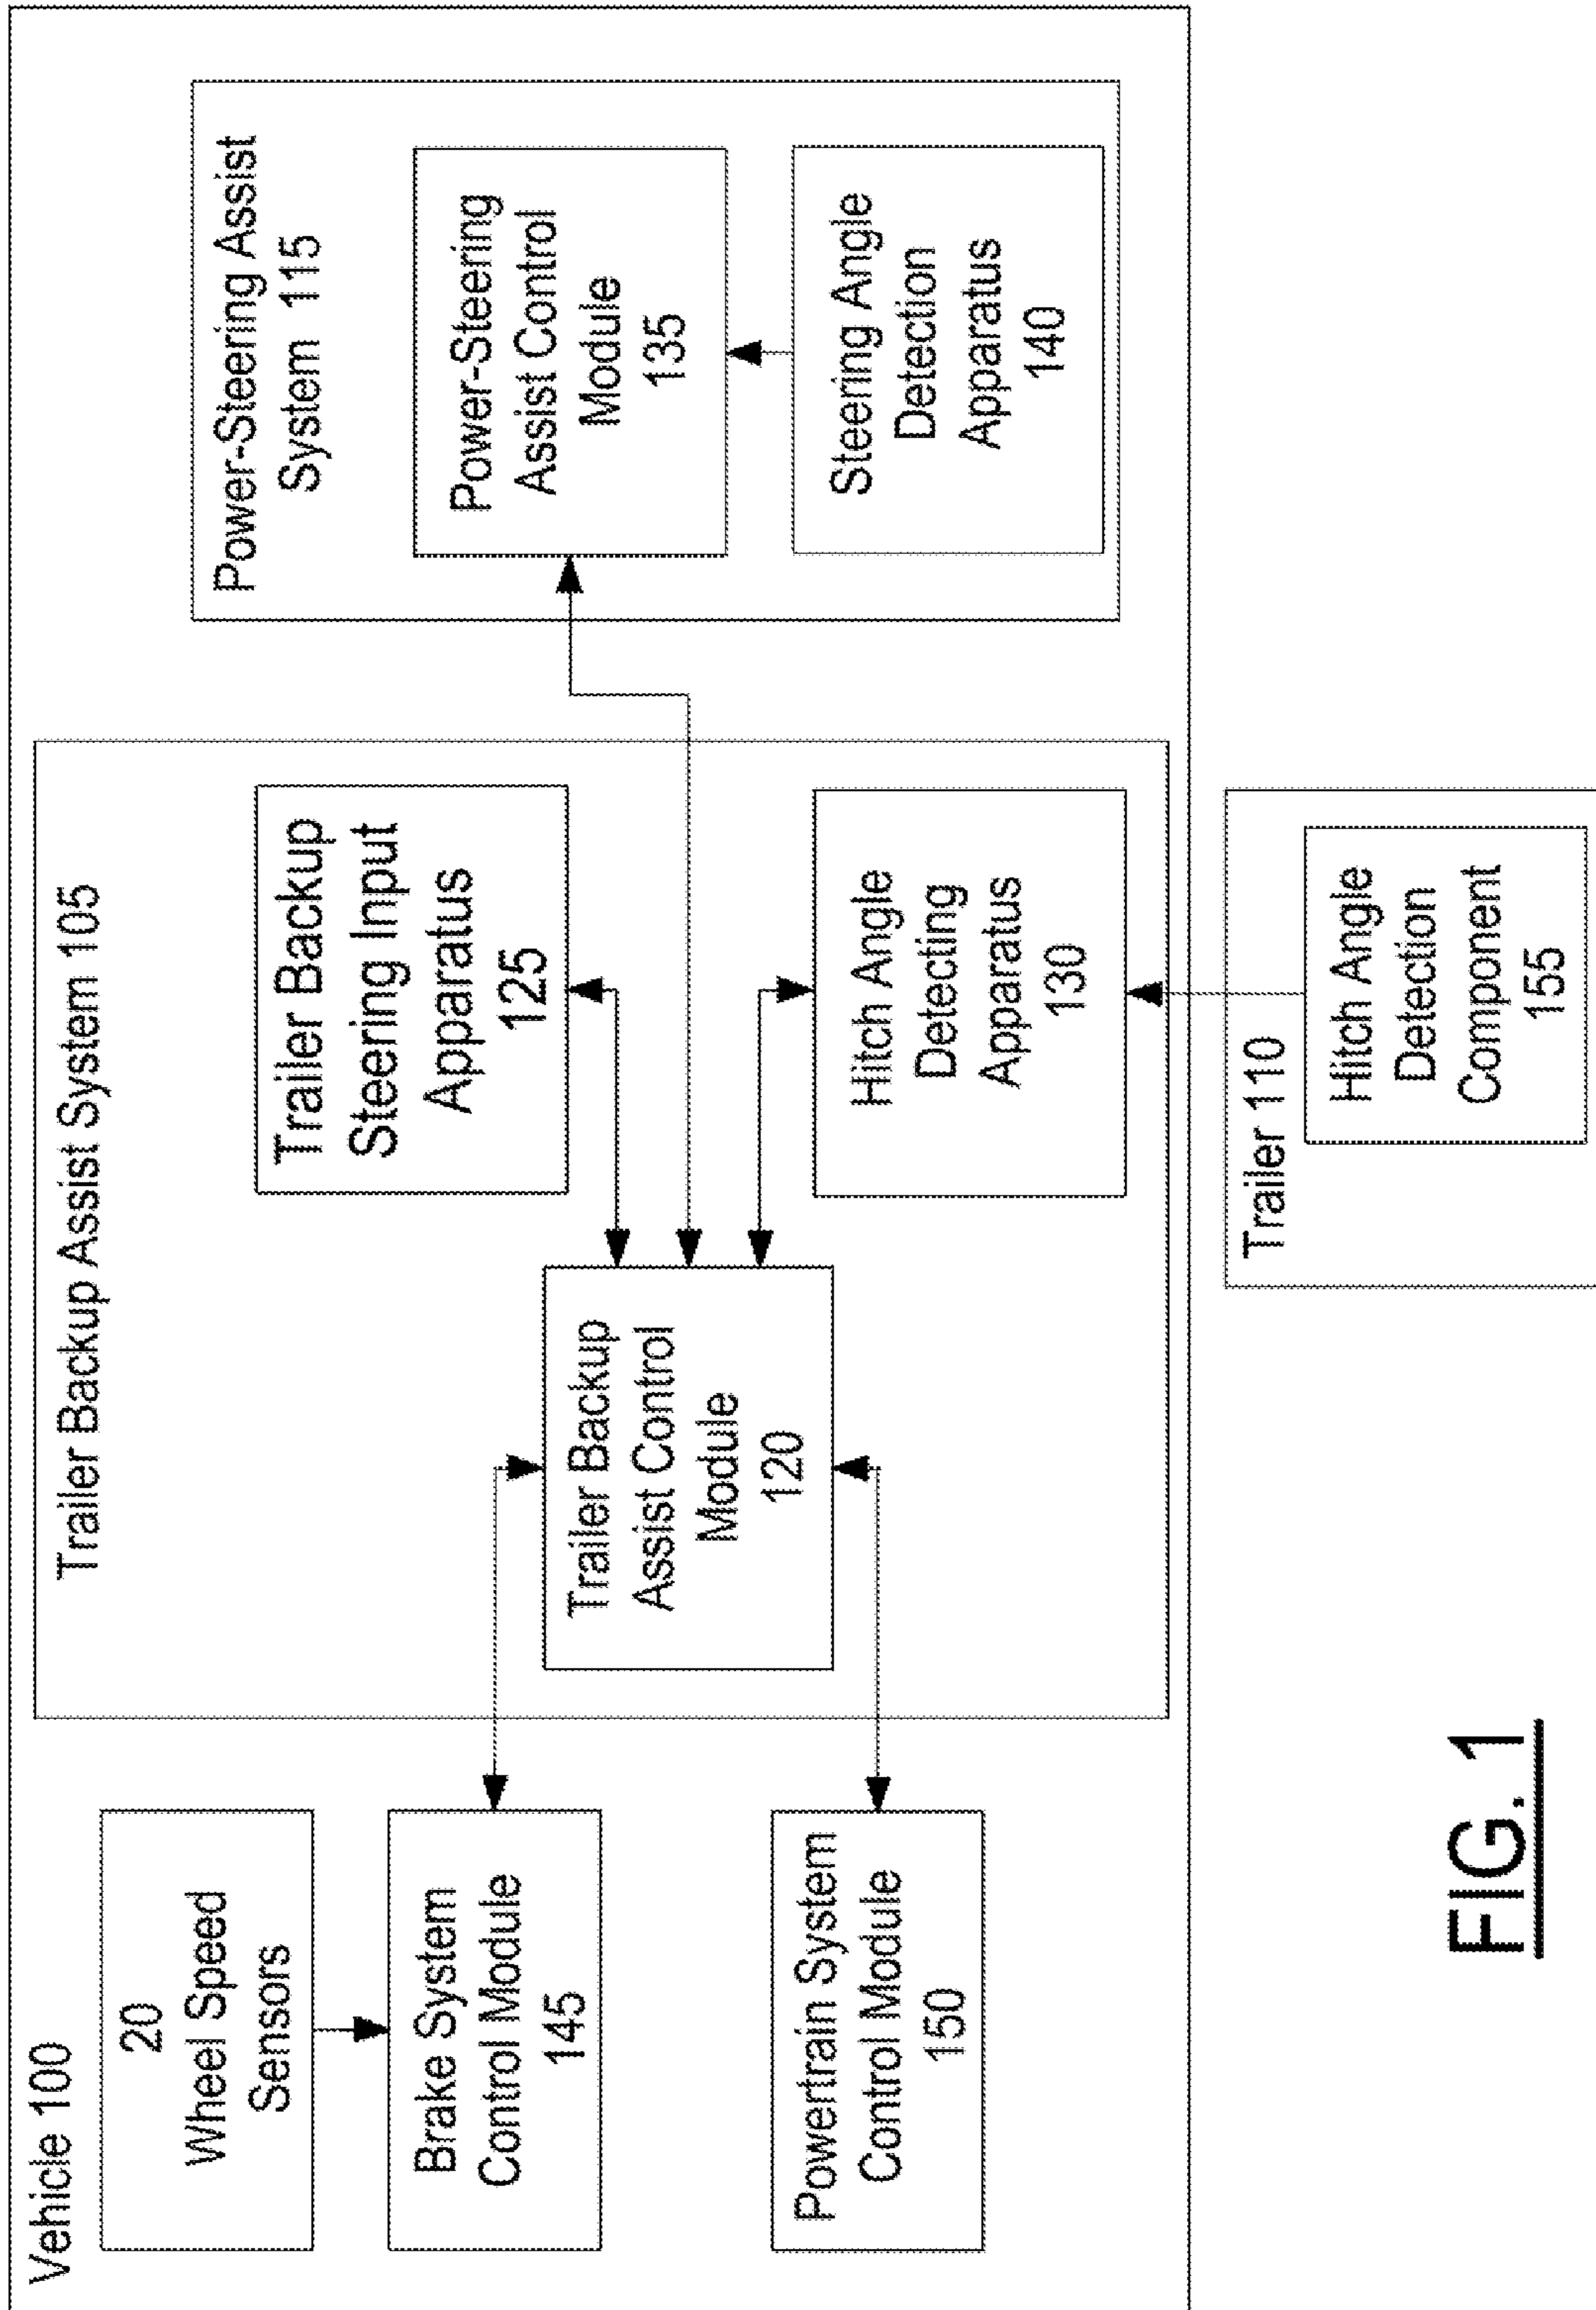 Vehicle 100
20
Wheel Speed
Sensors
Brake System
Control Module
145
Powertrain System
Control Module
150
Trailer Backup Assist System 105
Trailer Backup
Assist Control
Module
120
Trailer Backup
Steering Input
Apparatus
125
Hitch Angle
Detecting
Apparatus
130
Power-Steering Assist
System 115
Power-Steering
Assist Control
Module
135
Steering Angle
Detection
Apparatus
140
Trailer 110
Hitch Angle
Detection
Component
155
FIG. 1